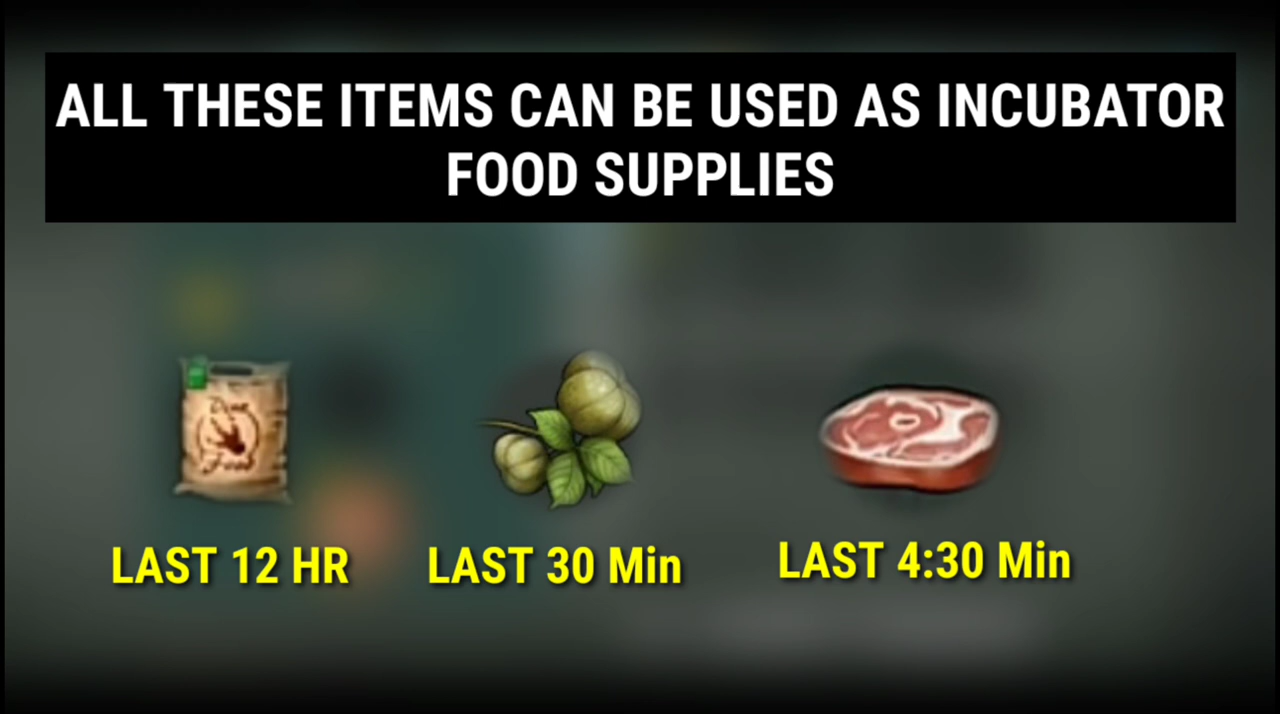 ALL THESE ITEMS CAN BE USED AS INCUBATOR
FOOD SUPPLIES
Food
LAST 12 HR
LAST 30 Min
LAST 4:30 Min